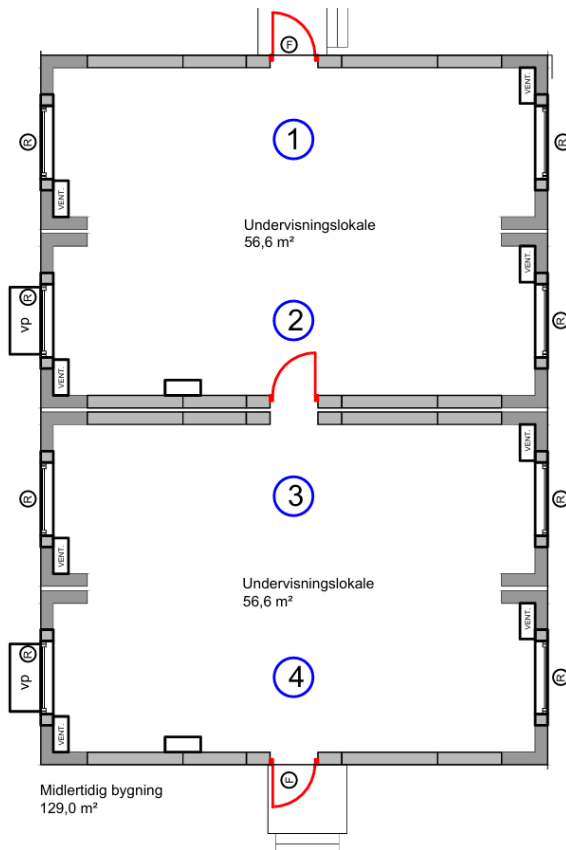 F
VENT.
R
1
R
VENT.
Undervisningslokale
56,6 m²
VENT.
R
vp
2
R
VENT.
VENT.
R
3
R
VENT.
Undervisningslokale
56,6 m²
VENT.
R
vp
4
R
VENT.
F
Midlertidig bygning
129,0 m²